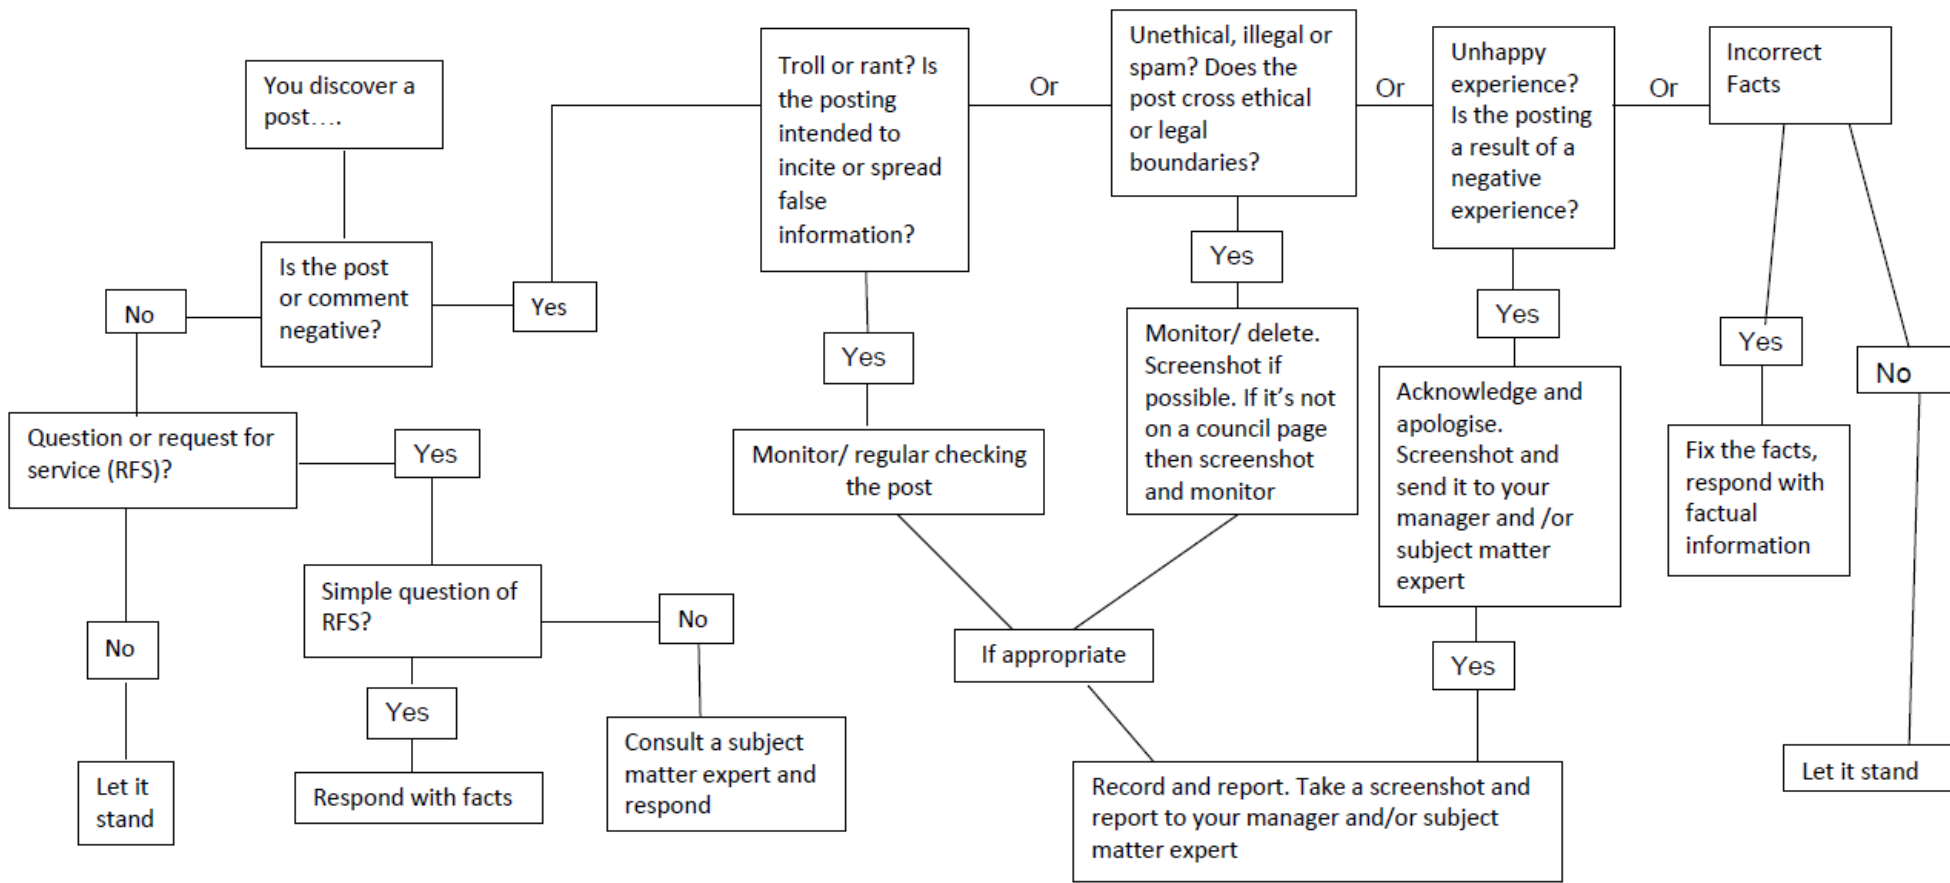 You discover a
post….
Is the post
or comment
negative?
No
Yes
Question or request for
service (RFS)?
Yes
No
Let it
stand
Simple question of
RFS?
No
Yes
Respond with facts
Consult a subject
matter expert and
respond
Troll or rant? Is
the posting
intended to
incite or spread
false
information?
Or
Yes
Monitor/ regular checking
the post
Unethical, illegal or
spam? Does the
post cross ethical
or legal
boundaries?
Or
Yes
Monitor/ delete.
Screenshot if
possible. If it’s not
on a council page
then screenshot
and monitor
If appropriate
Unhappy
experience?
Is the posting
a result of a
negative
experience?
Or
Yes
Acknowledge and
apologise.
Screenshot and
send it to your
manager and /or
subject matter
expert
Yes
Record and report. Take a screenshot and
report to your manager and/or subject
matter expert
Incorrect
Facts
Yes
Fix the facts,
respond with
factual
information
No
Let it stand